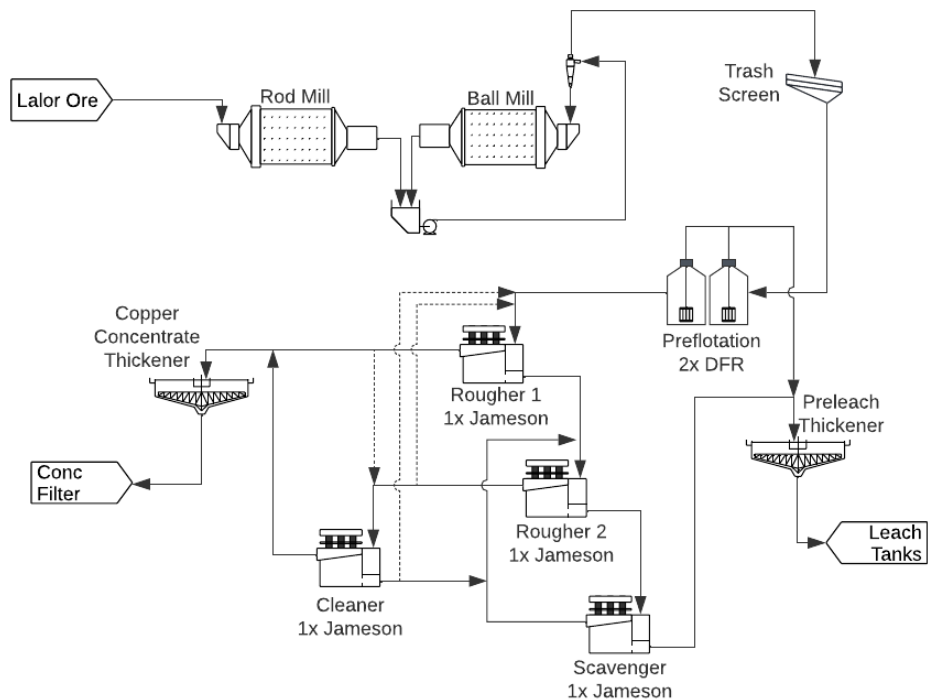 Lalor Ore
Rod Mill
Ball Mill
Trash
Screen
Preflotation
2x DFR
Copper
Concentrate
Thickener
Rougher 1
1x Jameson
Preleach
Thickener
Conc
Filter
Rougher 2
1x Jameson
Leach
Tanks
Cleaner
1x Jameson
Scavenger
1x Jameson